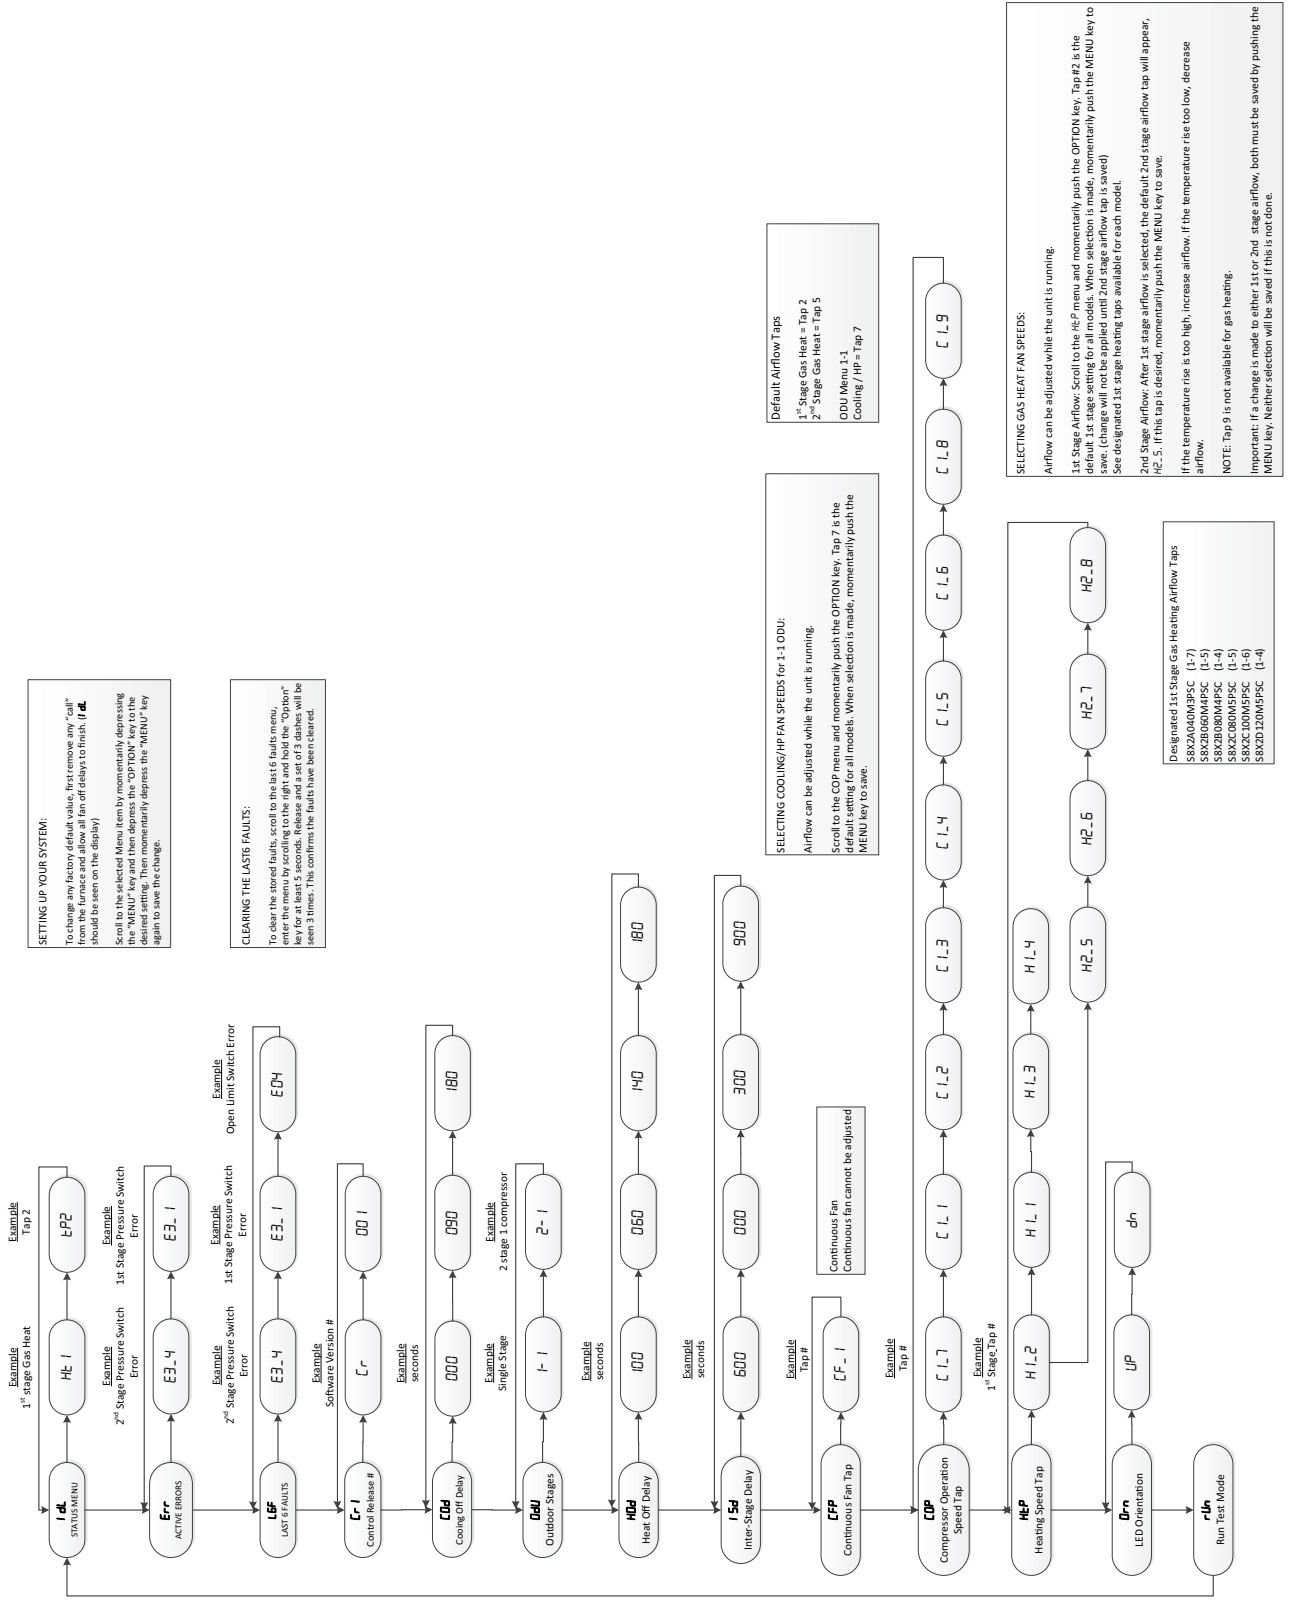 Example
1st stage Gas Heat
Example
Tap 2
IdL
STATUS MENU
Ht1
tP2
Example
2nd Stage Pressure Switch
Error
Example
1st Stage Pressure Switch
Error
Err
ACTIVE ERRORS
E3_4
E3_1
Example
2nd Stage Pressure Switch
Error
Example
1st Stage Pressure Switch
Error
Example
Open Limit Switch Error
L6F
LAST 6 FAULTS
E3_4
E3_1
E04
Example
Software Version #
Cr1
Control Release #
Cr
001
Example
seconds
COd
Cooing Off Delay
000
090
180
Example
Single Stage
Example
2 stage 1 compressor
OdU
Outdoor Stages
1-1
2-1
Example
seconds
HOd
Heat Off Delay
100
060
140
180
Example
seconds
ISd
Inter-Stage Delay
600
000
300
900
Example
Tap #
CFP
Continuous Fan Tap
CF_1
Continuous Fan
Continuous fan cannot be adjusted
Example
Tap #
COP
Compressor Operation
Speed Tap
C1_7
C1_1
C1_2
C1_3
C1_4
C1_5
C1_6
C1_8
C1_9
Example
1st Stage_Tap #
HtP
Heating Speed Tap
H1_2
H1_1
H1_3
H1_4
H2_5
H2_6
H2_7
H2_8
Orn
LED Orientation
UP
dn
rUn
Run Test Mode
SETTING UP YOUR SYSTEM:
To change any factory default value, first remove any "call"
from the furnace and allow all fan off delays to finish. (IdL
should be seen on the display)
Scroll to the selected Menu item by momentarily depressing
the "MENU" key and then depress the "OPTION" key to the
desired setting. Then momentarily depress the "MENU" key
again to save the change.
CLEARING THE LAST6 FAULTS:
To clear the stored faults, scroll to the last 6 faults menu,
enter the menu by scrolling to the right and hold the "Option"
key for at least 5 seconds. Release and a set of 3 dashes will be
seen 3 times. This confirms the faults have been cleared.
SELECTING COOLING/HP FAN SPEEDS for 1-1 ODU:
Airflow can be adjusted while the unit is running.
Scroll to the COP menu and momentarily push the OPTION key. Tap 7 is the
default setting for all models. When selection is made, momentarily push the
MENU key to save.
Default Airflow Taps
1st Stage Gas Heat = Tap 2
2nd Stage Gas Heat = Tap 5
ODU Menu 1-1
Cooling / HP = Tap 7
Designated 1st Stage Gas Heating Airflow Taps
S8X2A040M3PSC (1-7)
S8X2B060M4PSC (1-5)
S8X2B080M4PSC (1-4)
S8X2C080M5PSC (1-5)
S8X2C100M5PSC (1-6)
S8X2D120M5PSC (1-4)
SELECTING GAS HEAT FAN SPEEDS:
Airflow can be adjusted while the unit is running.
1st Stage Airflow: Scroll to the HtP menu and momentarily push the OPTION key. Tap #2 is the
default 1st stage setting for all models. When selection is made, momentarily push the MENU key to
save. (change will not be applied until 2nd stage airflow tap is saved)
See designated 1st stage heating taps available for each model.
2nd Stage Airflow: After 1st stage airflow is selected, the default 2nd stage airflow tap will appear,
H2_5. If this tap is desired, momentarily push the MENU key to save.
If the temperature rise is too high, increase airflow. If the temperature rise too low, decrease
airflow.
NOTE: Tap 9 is not available for gas heating.
Important: If a change is made to either 1st or 2nd stage airflow, both must be saved by pushing the
MENU key. Neither selection will be saved if this is not done.